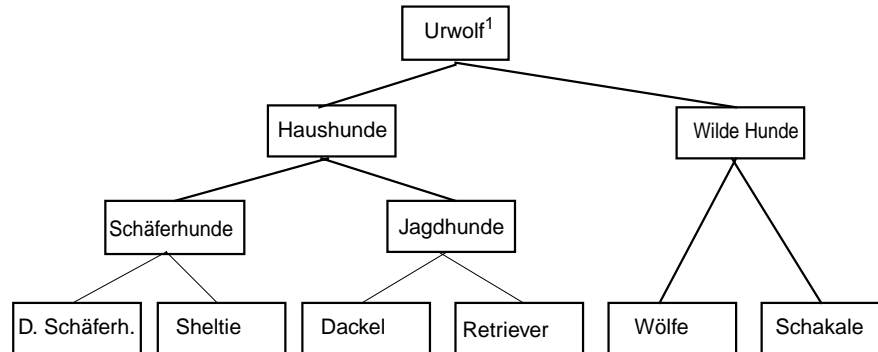 Urwolf¹
Haushunde
Wilde Hunde
Schäferhunde
Jagdhunde
D. Schäferh.
Sheltie
Dackel
Retriever
Wölfe
Schakale